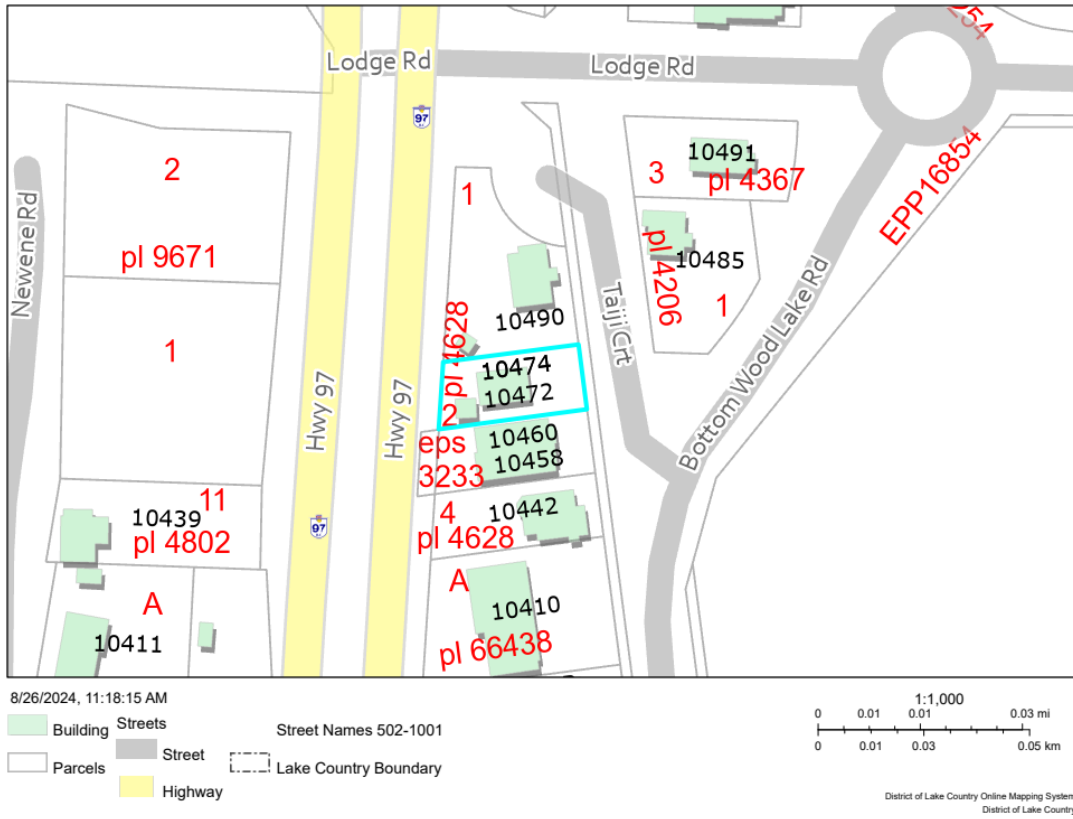 Lodge Rd
Lodge Rd
97
10491
3
pl 4367
2
1
EPP16854
Newene Rd
pl 4206
10485
pl 9671
1
Taiji Crt
10490
pl 4628
1
10474
Hwy 97
Hwy 97
10472
2
Bottom Wood Lake Rd
eps
3233
10460
10458
11
10439
pl 4802
97
4
10442
pl 4628
A
A
10410
10411
pl 66438
8/26/2024, 11:18:15 AM
Building
Parcels
Streets
Street
Highway
Street Names 502-1001
Lake Country Boundary
1:1,000
0 0.01 0.01 0.03 mi
0 0.01 0.03 0.05 km
District of Lake Country Online Mapping System
District of Lake Country